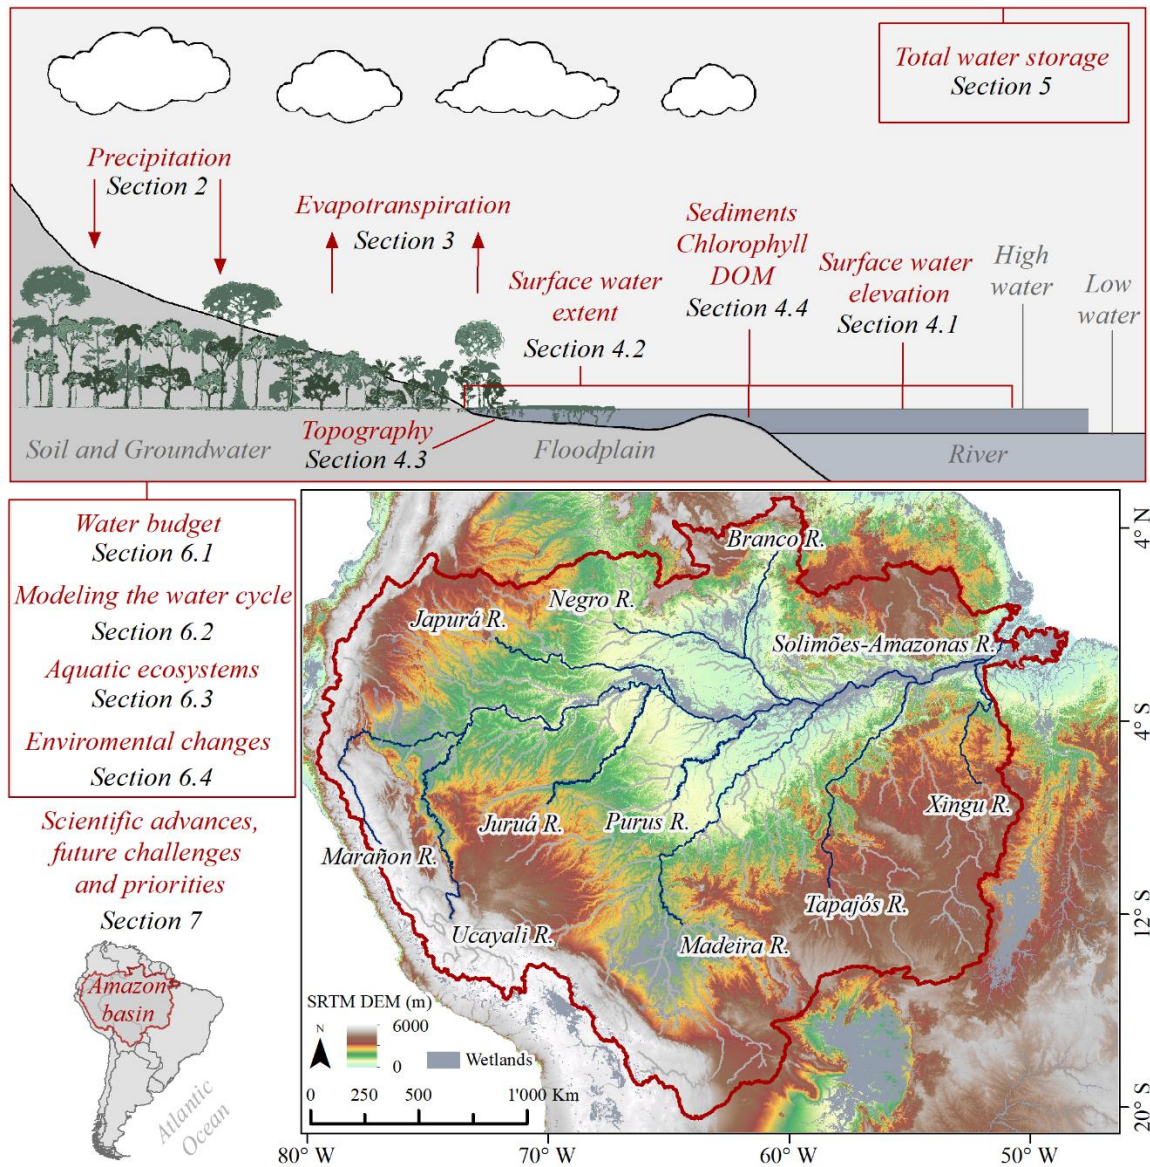 Total water storage
Section 5
Precipitation
Section 2
Evapotranspiration
Section 3
Surface water
extent
Section 4.2
Sediments
Chlorophyll
DOM
Section 4.4
Surface water
elevation
Section 4.1
High
water
Low
water
Topography
Section 4.3
Soil and Groundwater
Floodplain
River
Water budget
Section 6.1
Modeling the water cycle
Section 6.2
Aquatic ecosystems
Section 6.3
Enviromental changes
Section 6.4
Scientific advances,
future challenges
and priorities
Section 7
Amazon
basin
Atlantic
Ocean
Branco R.
Negro R.
Japurá R.
Solimões-Amazonas R.
Juruá R.
Purus R.
Xingu R.
Marañon R.
Tapajós R.
Ucayali R.
Madeira R.
SRTM DEM (m)
N
6000
0
Wetlands
0 250 500 1'000 Km
4° N
4° S
12° S
20° S
80° W 70° W 60° W 50° W